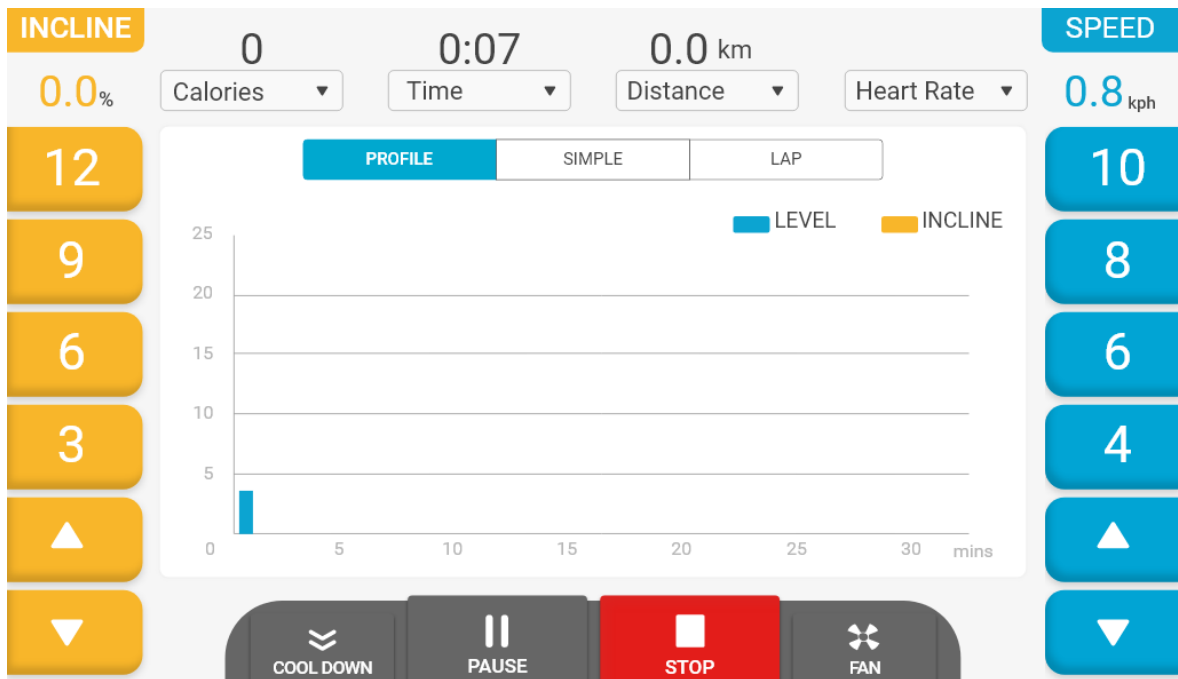 INCLINE
0
0:07
0.0 km
SPEED
0.0%
Calories
Time
Distance
Heart Rate
0.8 kph
12
PROFILE
SIMPLE
LAP
10
LEVEL
INCLINE
25
9
8
20
6
15
6
10
3
4
5
0
5
10
15
20
25
30
mins
COOL DOWN
PAUSE
STOP
FAN